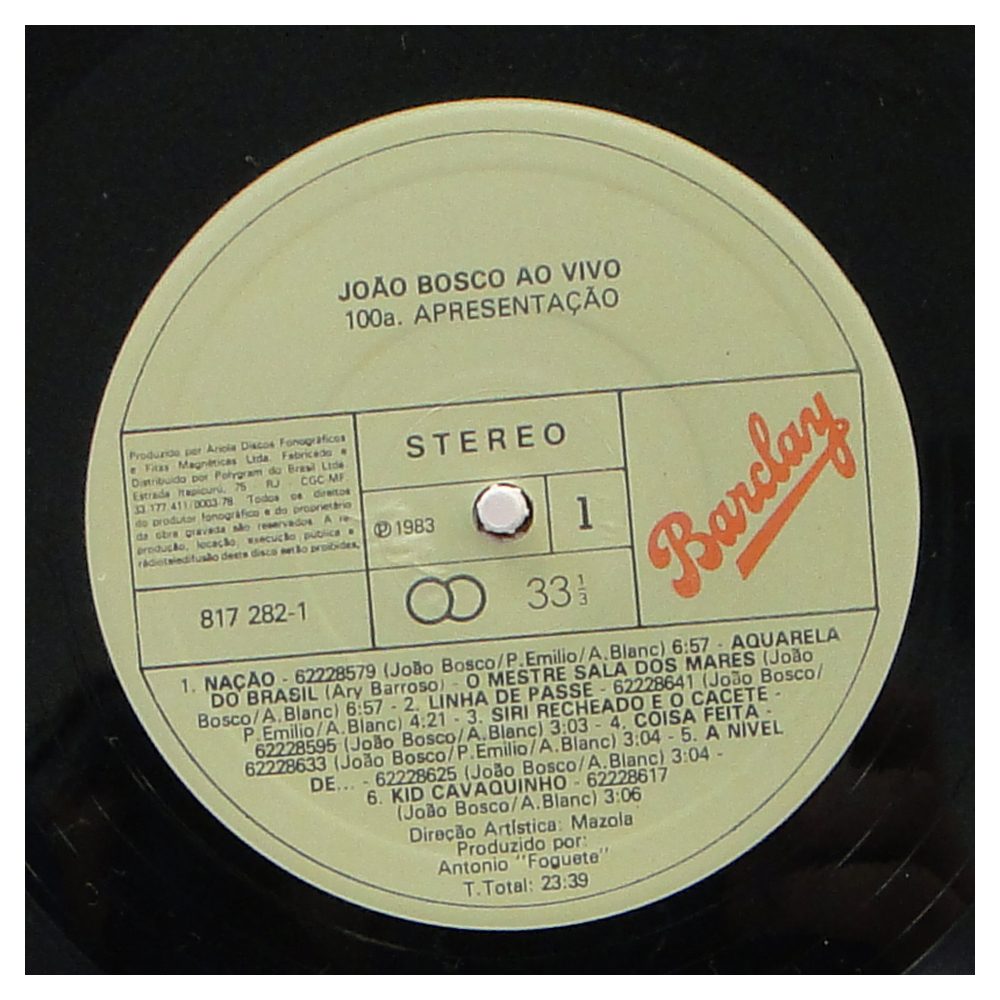 JOÃO BOSCO AO VIVO
100a. APRESENTAÇÃO
Produzido por Ariola Discos Fonográficos
e Fitas Magnéticas Ltda. Fabricado e
Distribuido por Polygram do Brasil Ltda.
Estrada Itapicurú, 75 - RJ - CGC-MF.
33.177.411/0003-78. Todos os direitos
do produtor fonográfico e do proprietário
da obra gravada são reservados. A re-
produção, locação, execução pública e
rádioteledifusão deste disco estão proibidas.
STEREO
℗ 1983
1
817 282-1
33 1/3
Barclay
1. NAÇÃO - 62228579 (João Bosco/P.Emilio/A.Blanc) 6:57 - AQUARELA
DO BRASIL (Ary Barroso) - O MESTRE SALA DOS MARES (João
Bosco/A.Blanc) 6:57 - 2. LINHA DE PASSE - 62228641 (João Bosco/
P.Emilio/A.Blanc) 4:21 - 3. SIRI RECHEADO E O CACETE -
62228595 (João Bosco/A.Blanc) 3:03 - 4. COISA FEITA -
62228633 (João Bosco/P.Emilio/A.Blanc) 3:04 - 5. A NIVEL
DE... - 62228625 (João Bosco/A.Blanc) 3:04 -
6. KID CAVAQUINHO - 62228617
(João Bosco/A.Blanc) 3:06
Direção Artística: Mazola
Produzido por:
Antonio "Foguete"
T.Total: 23:39